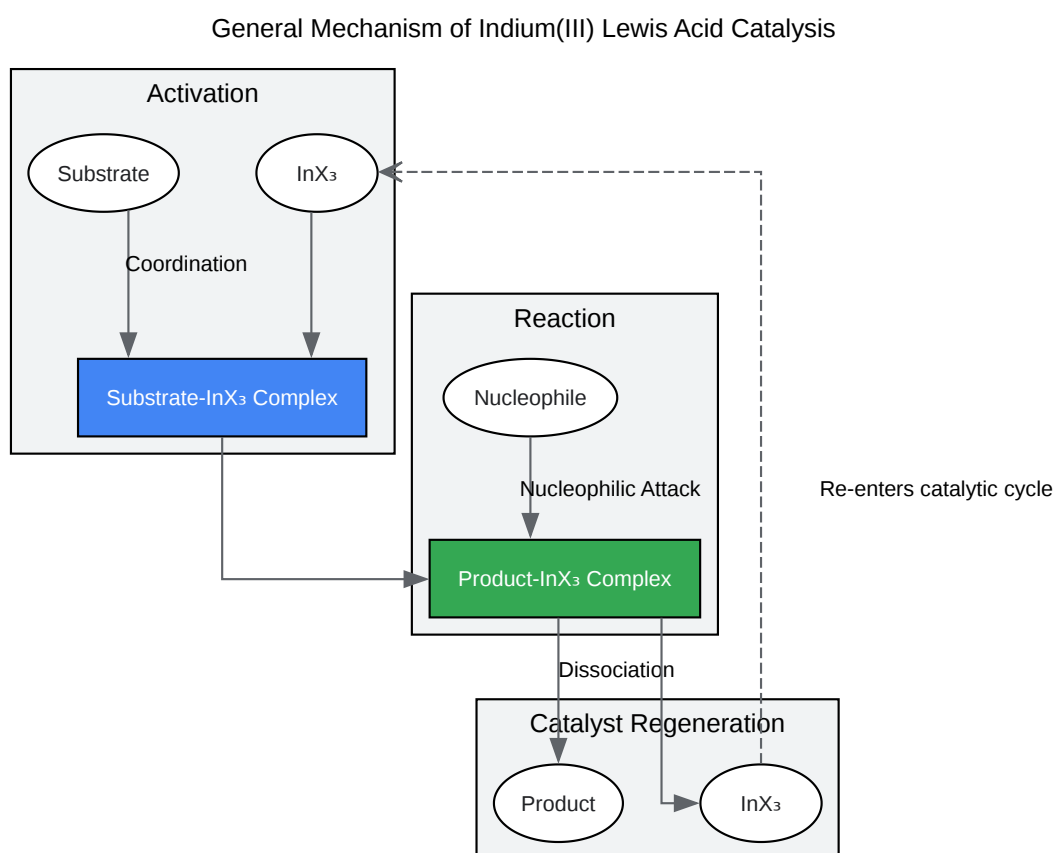 General Mechanism of Indium(III) Lewis Acid Catalysis
Activation
Substrate
InX₃
Coordination
Substrate-InX₃ Complex
Reaction
Nucleophile
Nucleophilic Attack
Re-enters catalytic cycle
Product-InX₃ Complex
Dissociation
Catalyst Regeneration
Product
InX₃